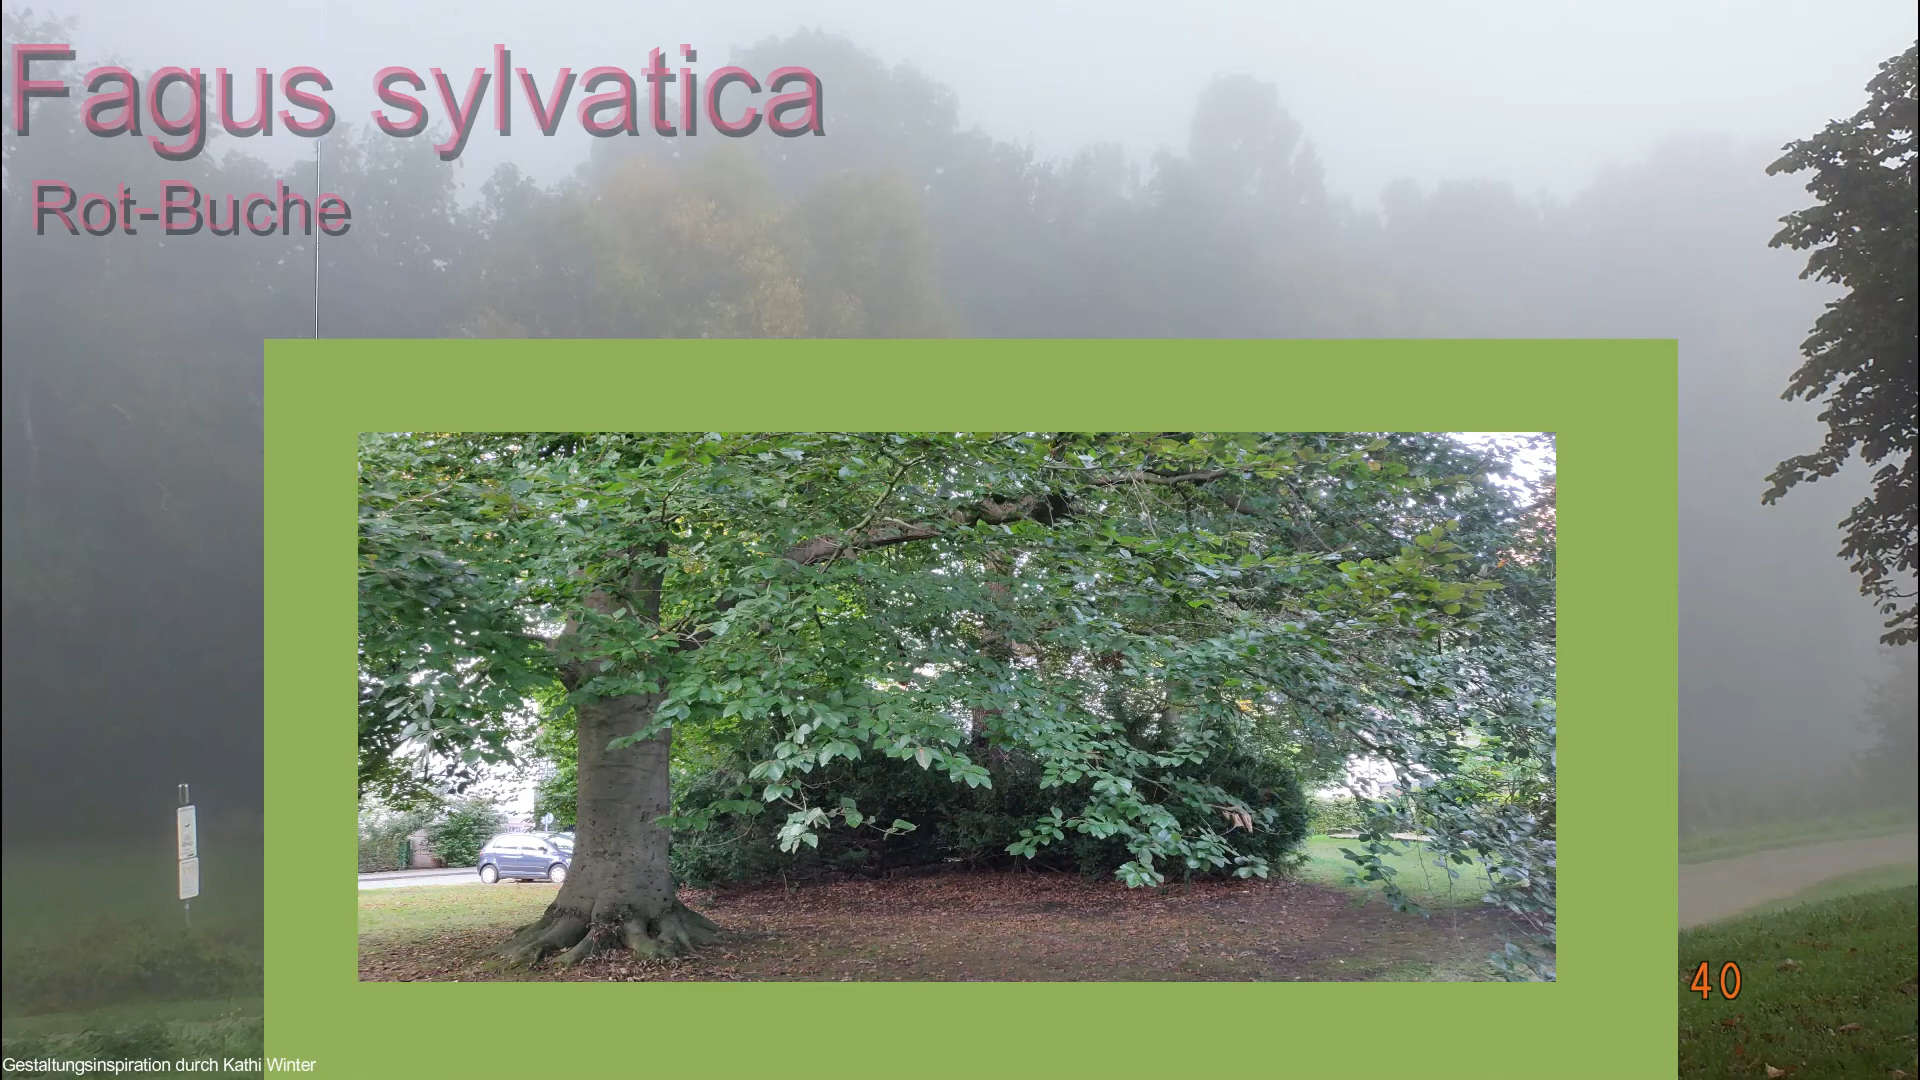 Fagus sylvatica
Rot-Buche
40
Gestaltungsinspiration durch Kathi Winter